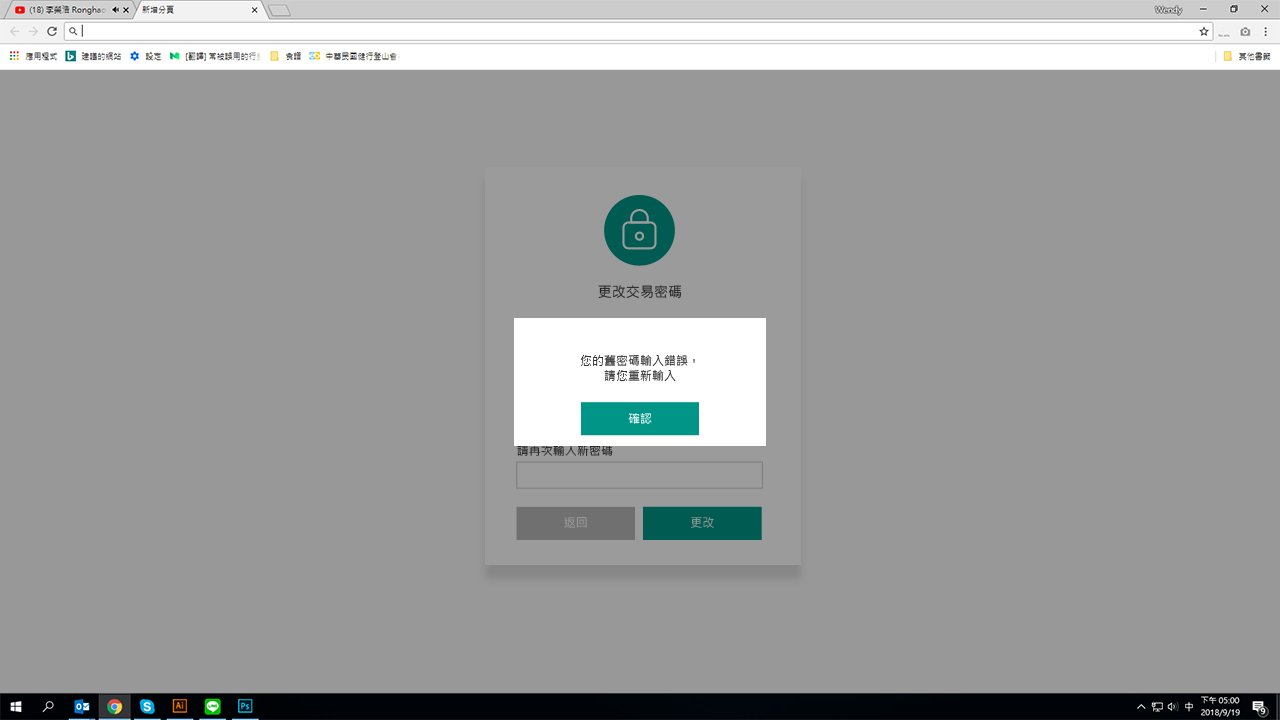 (18) 李榮浩 Rongha
新增分頁
Wendy
應用程式
建議的網站
設定
[翻譯] 常被誤用的行
食譜
中華民國健行登山會
其他書籤
更改交易密碼
您的舊密碼輸入錯誤，
請您重新輸入
確認
請再次輸入新密碼
返回
更改
Ai
Ps
中
下午 05:00
2018/9/19
9